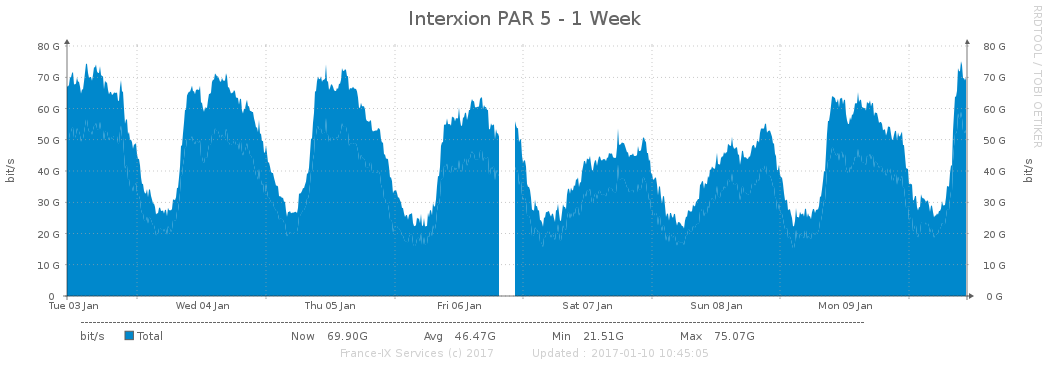 Interxion PAR 5 - 1 Week
RRDTOOL / TOBI OETIKER
80 G 80 G
70 G 70 G
60 G 60 G
50 G 50 G
40 G 40 G
30 G 30 G
20 G 20 G
10 G 10 G
0 0 G
bit/s bit/s
Tue 03 Jan Wed 04 Jan Thu 05 Jan Fri 06 Jan Sat 07 Jan Sun 08 Jan Mon 09 Jan
bit/s Total Now 69.90G Avg 46.47G Min 21.51G Max 75.07G
France-IX Services (c) 2017 Updated : 2017-01-10 10:45:05